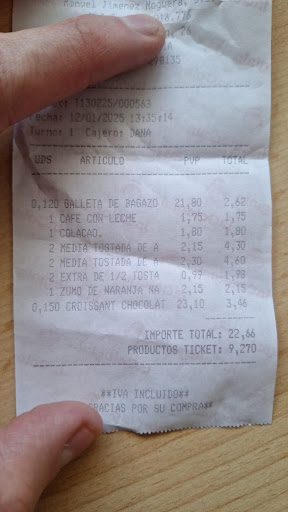 Manuel Jimenez Noguera,
26
A
Fecha: 12/01/2025 13:35:14
Turno: 1 Cajero: DANA
UDS ARTICULO PVP TOTAL
0,120 GALLETA DE BAGAZO 21,80 2,62
1 CAFE CON LECHE 1,75 1,75
1 COLACAO. 1,80 1,80
2 MEDIA TOSTADA DE A 2,15 4,30
2 MEDIA TOSTADA DE A 2,30 4,60
2 EXTRA DE 1/2 TOSTA 0,99 1,98
1 ZUMO DE NARANJA NA 2,15 2,15
0,150 CROISSANT CHOCOLAT 23,10 3,46
IMPORTE TOTAL: 22,66
PRODUCTOS TICKET: 9,270
**IVA INCLUIDO**
GRACIAS POR SU COMPRA**